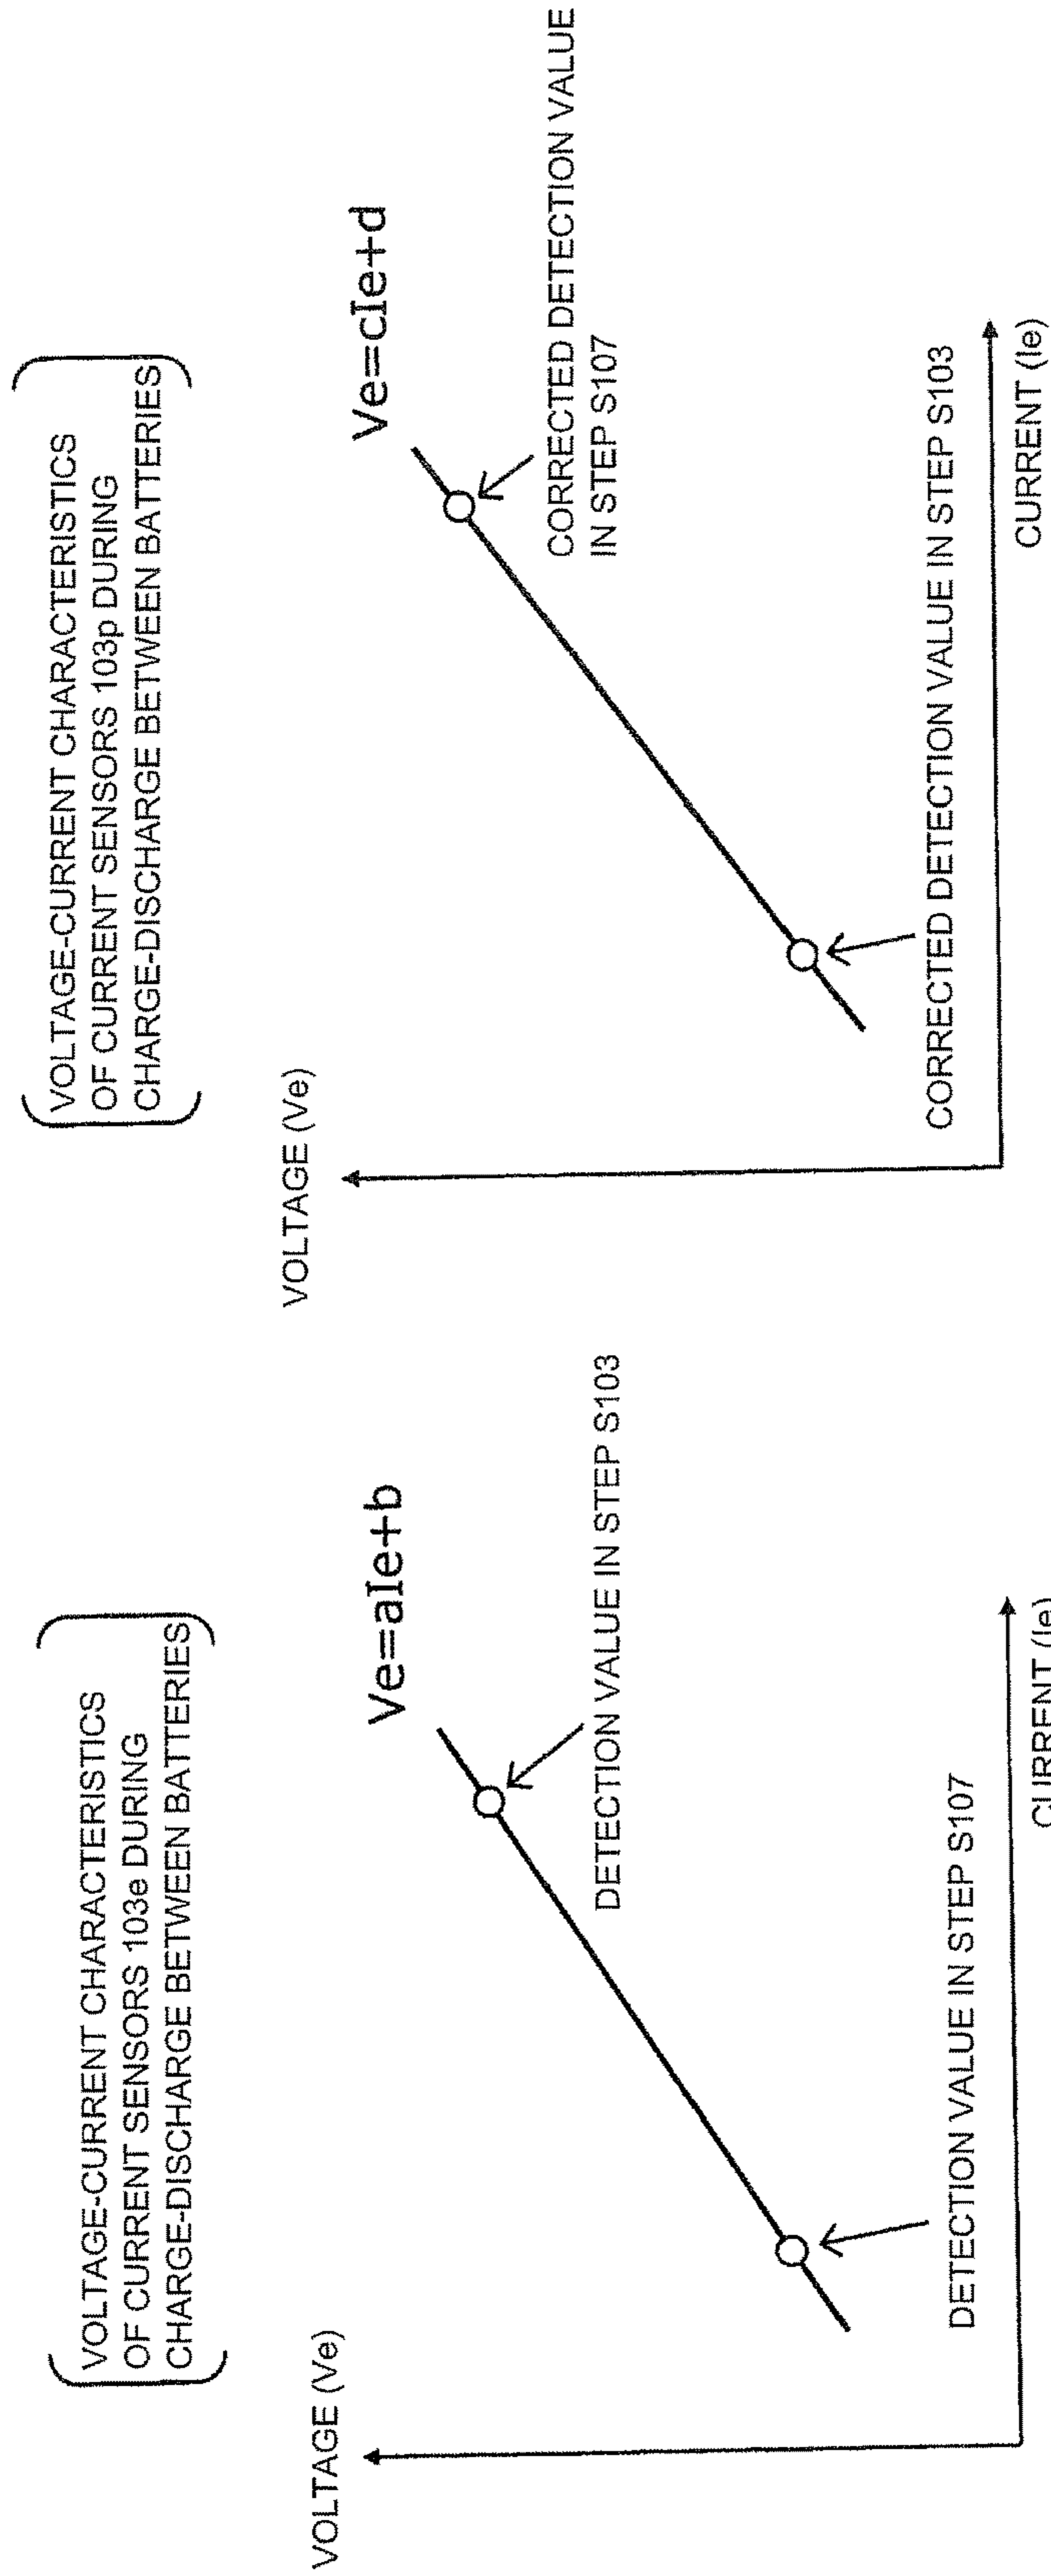 VOLTAGE-CURRENT CHARACTERISTICS
OF CURRENT SENSORS 103e DURING
CHARGE-DISCHARGE BETWEEN BATTERIES
VOLTAGE (Ve)
Ve=aIe+b
DETECTION VALUE IN STEP S103
DETECTION VALUE IN STEP S107
CURRENT (Ie)
VOLTAGE-CURRENT CHARACTERISTICS
OF CURRENT SENSORS 103p DURING
CHARGE-DISCHARGE BETWEEN BATTERIES
VOLTAGE (Ve)
Ve=cIe+d
CORRECTED DETECTION VALUE
IN STEP S107
CORRECTED DETECTION VALUE IN STEP S103
CURRENT (Ie)